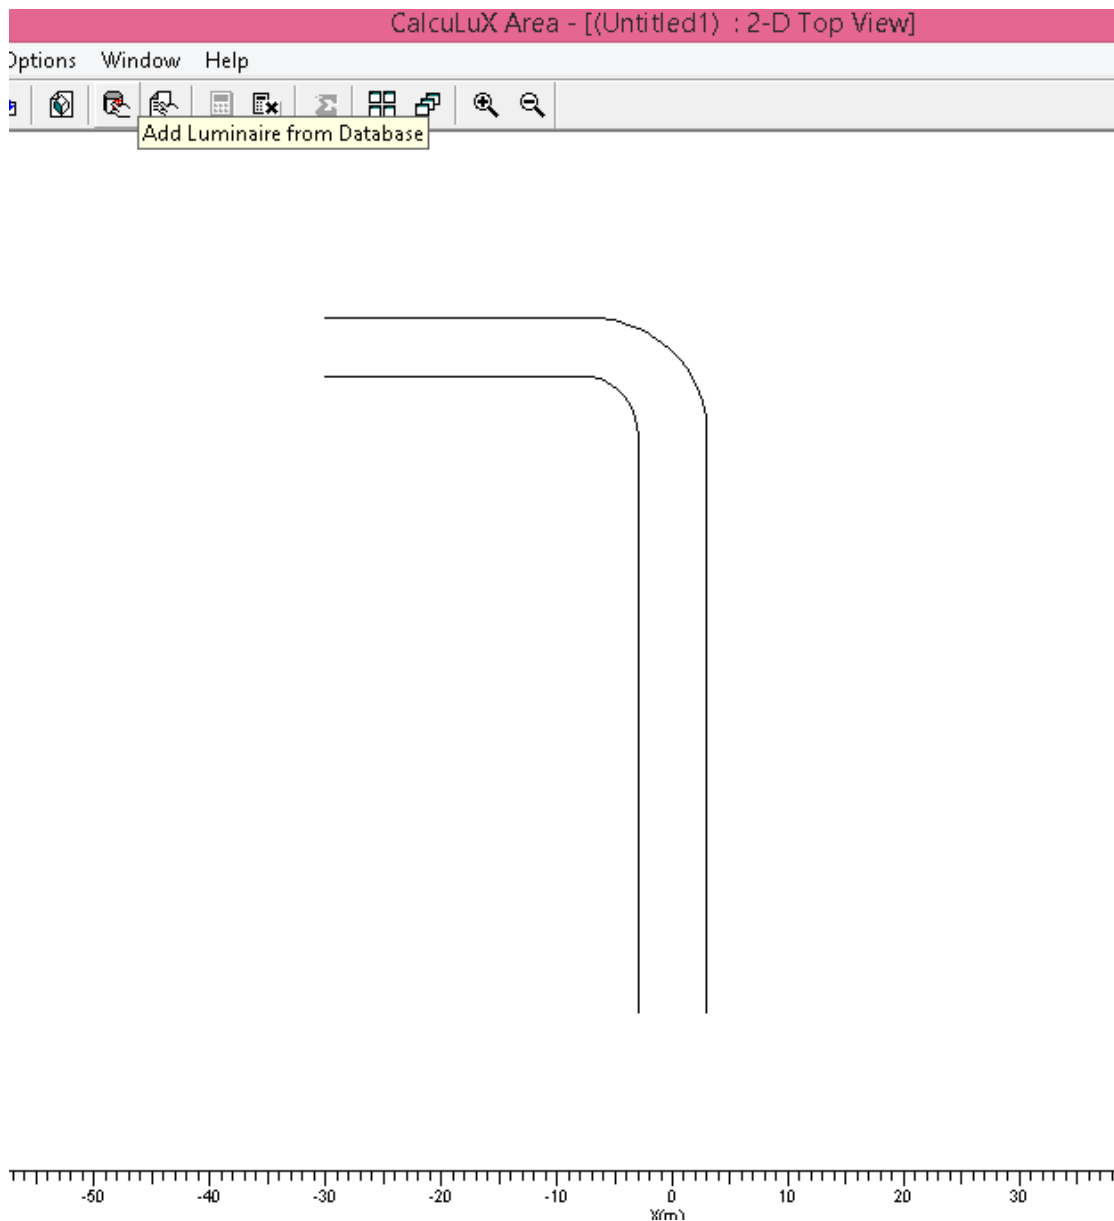 CalcuLuX Area - [(Untitled1) : 2-D Top View]
Options Window Help
Add Luminaire from Database
-50 -40 -30 -20 -10 0 10 20 30
X(m)